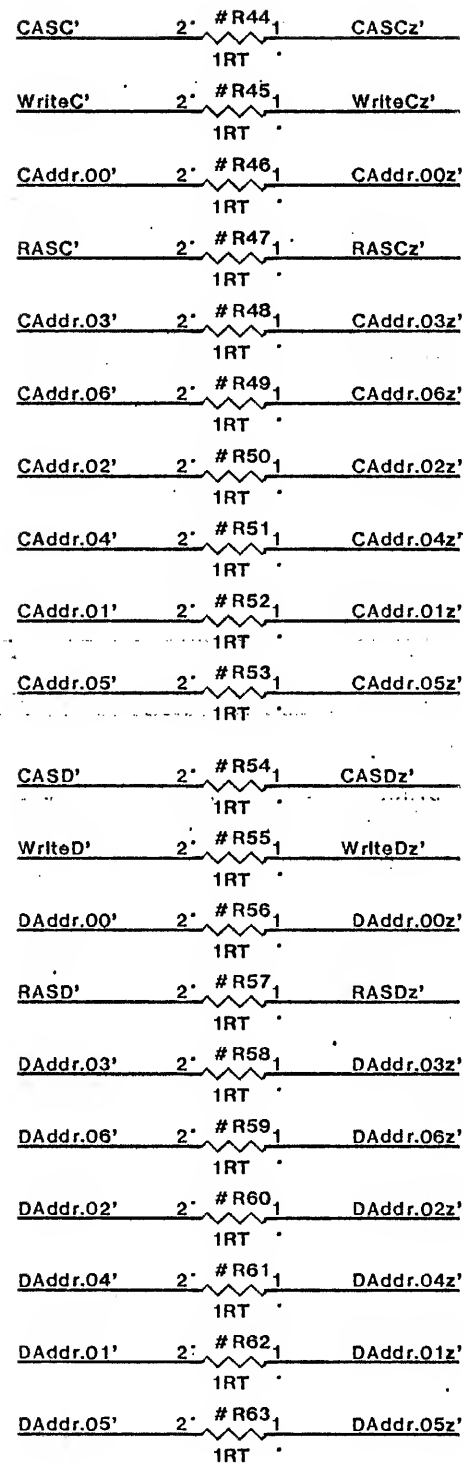 CASC' 2 #R44 1 CASCz'
1RT
WriteC' 2 #R45 1 WriteCz'
1RT
CAddr.00' 2 #R46 1 CAddr.00z'
1RT
RASC' 2 #R47 1 RASCz'
1RT
CAddr.03' 2 #R48 1 CAddr.03z'
1RT
CAddr.06' 2 #R49 1 CAddr.06z'
1RT
CAddr.02' 2 #R50 1 CAddr.02z'
1RT
CAddr.04' 2 #R51 1 CAddr.04z'
1RT
CAddr.01' 2 #R52 1 CAddr.01z'
1RT
CAddr.05' 2 #R53 1 CAddr.05z'
1RT
CASD' 2 #R54 1 CASDz'
1RT
WriteD' 2 #R55 1 WriteDz'
1RT
DAddr.00' 2 #R56 1 DAddr.00z'
1RT
RASD' 2 #R57 1 RASDz'
1RT
DAddr.03' 2 #R58 1 DAddr.03z'
1RT
DAddr.06' 2 #R59 1 DAddr.06z'
1RT
DAddr.02' 2 #R60 1 DAddr.02z'
1RT
DAddr.04' 2 #R61 1 DAddr.04z'
1RT
DAddr.01' 2 #R62 1 DAddr.01z'
1RT
DAddr.05' 2 #R63 1 DAddr.05z'
1RT